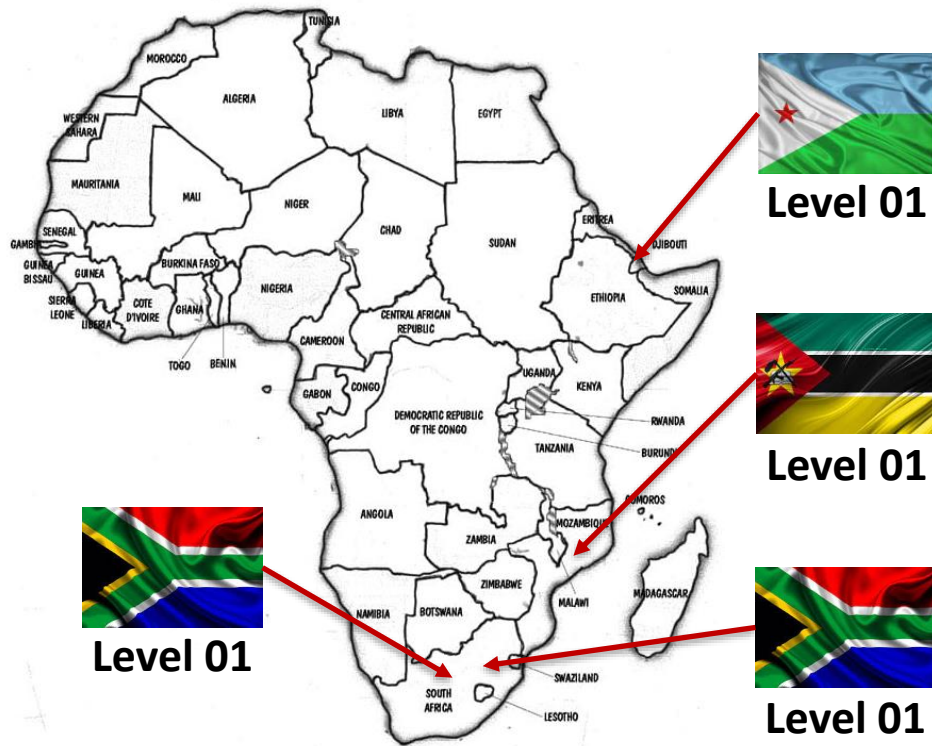 TUNISIA
MOROCCO
ALGERIA
LIBYA
EGYPT
WESTERN
SAHARA
MAURITANIA
MALI
NIGER
CHAD
SUDAN
ERITREA
DJIBOUTI
Level 01
SENEGAL
GAMBIA
GUINEA
BISSAU
GUINEA
BURKINA FASO
NIGERIA
ETHIOPIA
SOMALIA
SIERRA
LEONE
LIBERIA
COTE
D'IVOIRE
GHANA
TOGO
BENIN
CENTRAL AFRICAN
REPUBLIC
CAMEROON
UGANDA
KENYA
GABON
CONGO
DEMOCRATIC REPUBLIC
OF THE CONGO
RWANDA
BURUNDI
TANZANIA
Level 01
COMOROS
ANGOLA
ZAMBIA
MOZAMBIQUE
MALAWI
ZIMBABWE
MADAGASCAR
NAMIBIA
BOTSWANA
Level 01
SWAZILAND
SOUTH
AFRICA
LESOTHO
Level 01